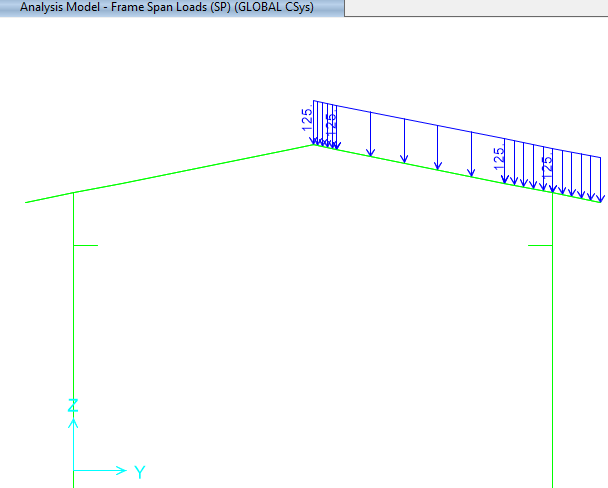 Analysis Model - Frame Span Loads (SP) (GLOBAL CSys)
125.
125.
125.
125.
Z
Y